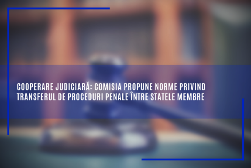 COOPERARE JUDICIARĂ: COMISIA PROPUNE NORME PRIVIND
TRANSFERUL DE PROCEDURI PENALE ÎNTRE STATELE MEMBRE